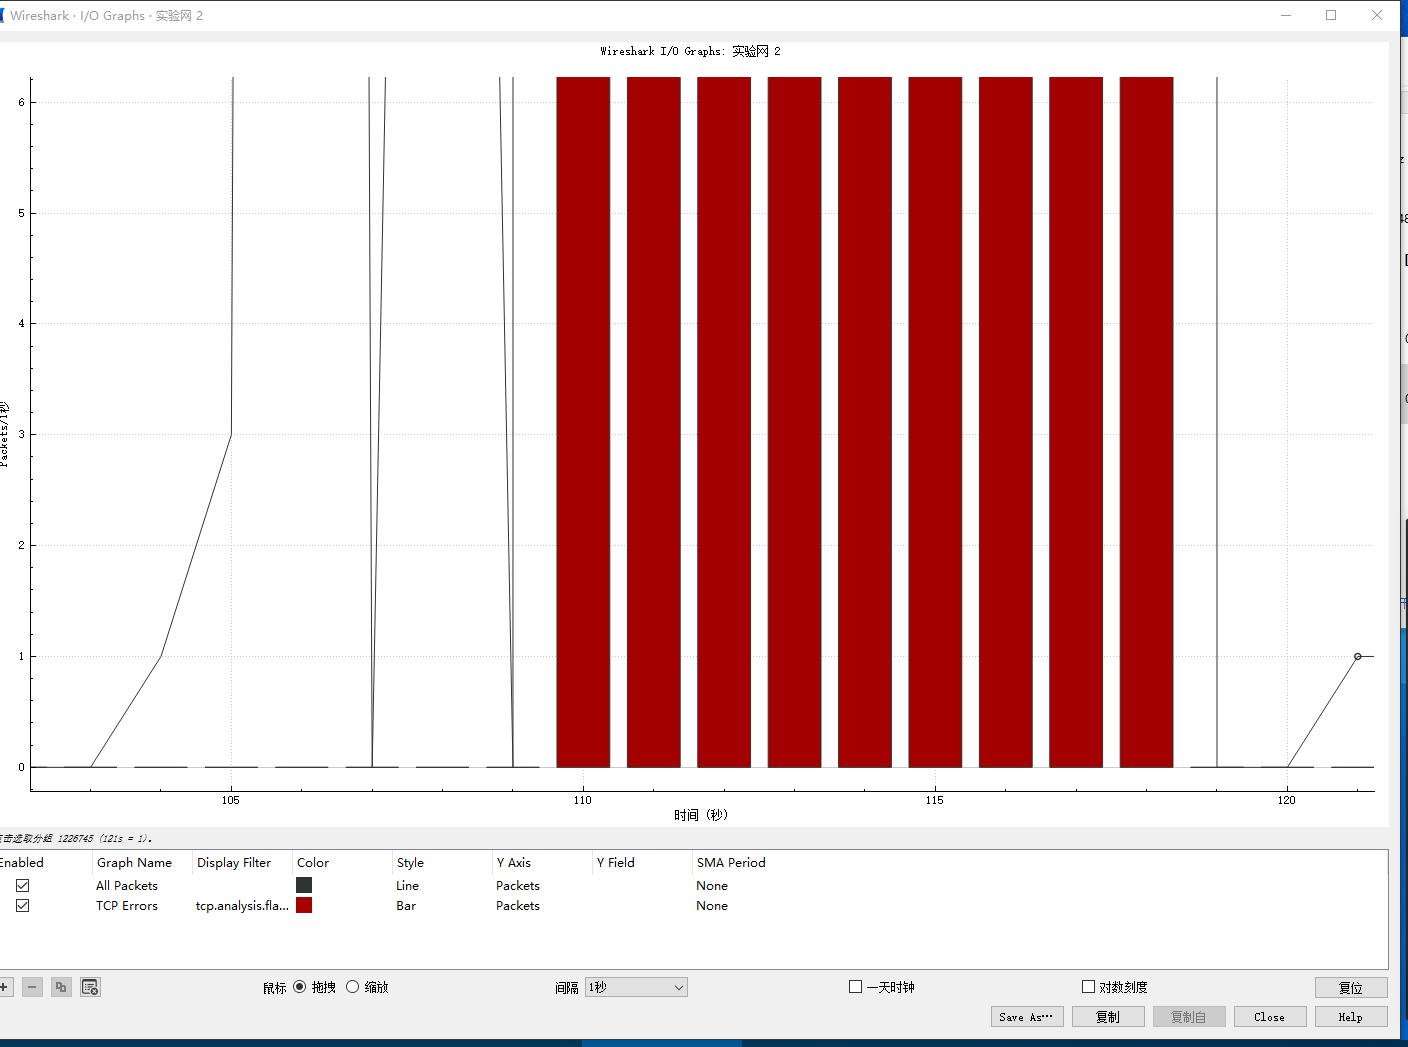 Wireshark · I/O Graphs · 实验网 2
Wireshark I/O Graphs: 实验网 2
6
5
4
3
2
1
0
Packets/1秒
105
110
115
120
时间 (秒)
击选取分组 1226745 (121s = 1).
Enabled Graph Name Display Filter Color Style Y Axis Y Field SMA Period
All Packets Line Packets None
TCP Errors tcp.analysis.fla... Bar Packets None
鼠标 拖拽 缩放 间隔 1秒 一天时钟 对数刻度 复位
Save As… 复制 复制自 Close Help